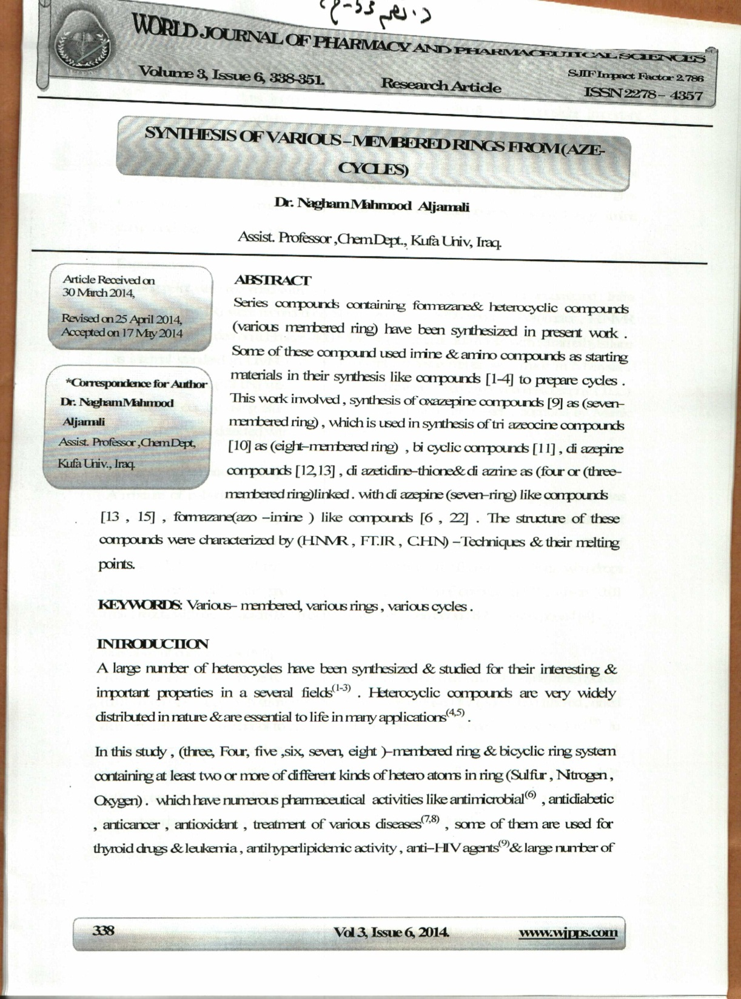 WORLD JOURNAL OF PHARMACY AND PHARMACEUTICAL SCIENCES
SJIF Impact Factor 2.786
Volume 3, Issue 6, 338-351.
Research Article
ISSN 2278 – 4357
SYNTHESIS OF VARIOUS –MEMBERED RINGS FROM (AZE-
CYCLES)
Dr. Nagham Mahmood Aljamali
Assist. Professor ,Chem Dept., Kufa Univ, Iraq.
Article Received on
30 March 2014,
Revised on 25 April 2014,
Accepted on 17 May 2014
*Correspondence for Author
Dr. Nagham Mahmood
Aljamali
Assist. Professor ,Chem Dept,
Kufa Univ., Iraq.
ABSTRACT
Series compounds containing formazane& heterocyclic compounds
(various membered ring) have been synthesized in present work .
Some of these compound used imine & amino compounds as starting
materials in their synthesis like compounds [1-4] to prepare cycles .
This work involved , synthesis of oxazepine compounds [9] as (seven–
membered ring) , which is used in synthesis of tri azeocine compounds
[10] as (eight–membered ring) , bi cyclic compounds [11] , di azepine
compounds [12,13] , di azetidine–thione& di azrine as (four or (three-
membered ring)linked . with di azepine (seven–ring) like compounds
[13 , 15] , formazane(azo –imine ) like compounds [6 , 22] . The structure of these
compounds were characterized by (H.NMR , FT.IR , C.H.N) –Techniques & their melting
points.
KEYWORDS: Various– membered, various rings , various cycles .
INTRODUCTION
A large number of heterocycles have been synthesized & studied for their interesting &
important properties in a several fields(1-3) . Heterocyclic compounds are very widely
distributed in nature & are essential to life in many applications(4,5) .
In this study , (three, Four, five ,six, seven, eight )–membered ring & bicyclic ring system
containing at least two or more of different kinds of hetero atoms in ring (Sulfur , Nitrogen ,
Oxygen) . which have numerous pharmaceutical activities like antimicrobial(6) , antidiabetic
, anticancer , antioxidant , treatment of various diseases(7,8) , some of them are used for
thyroid drugs & leukemia , antihyperlipidemic activity , anti–HIV agents(9)& large number of
338
Vol 3, Issue 6, 2014.
www.wjpps.com